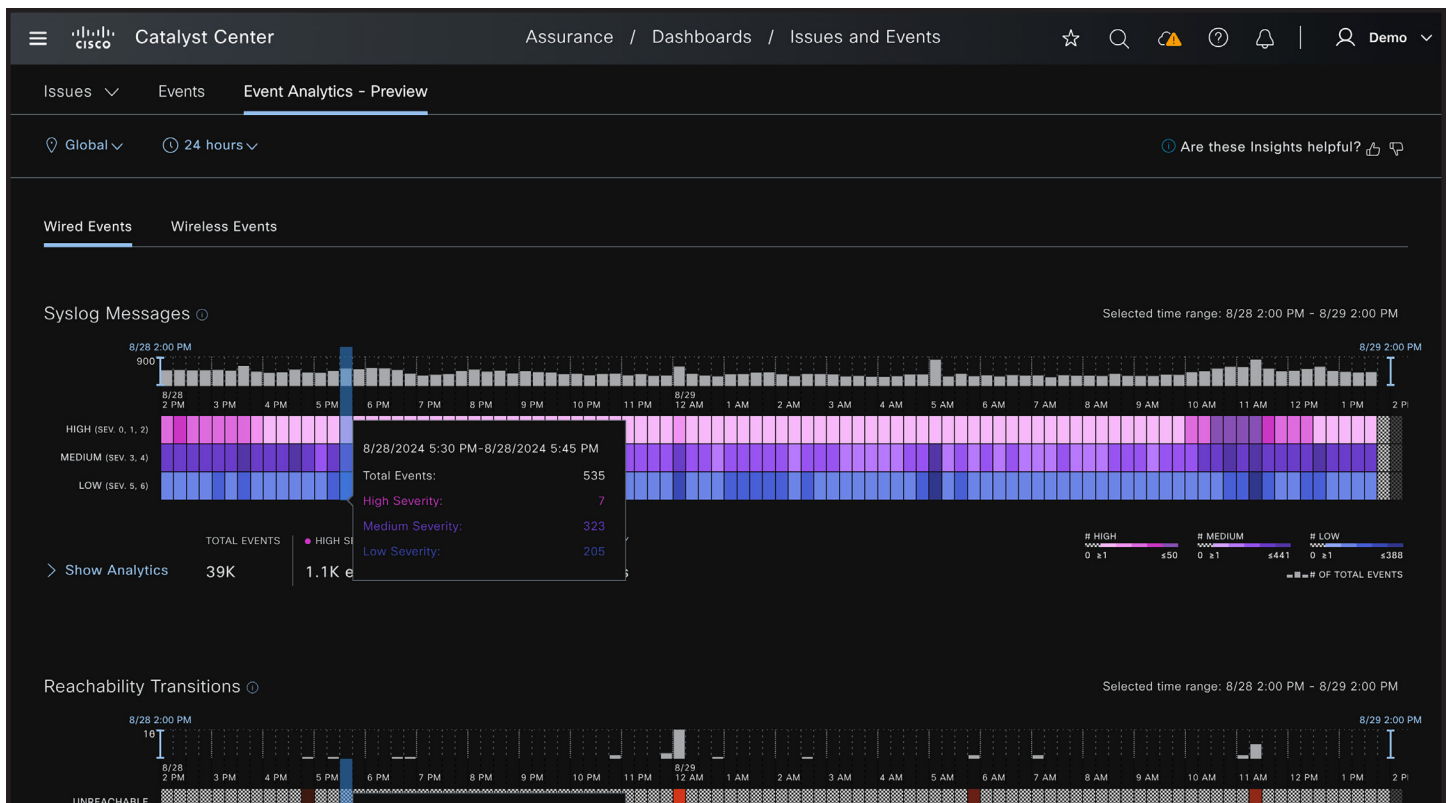 cisco Catalyst Center Assurance / Dashboards / Issues and Events Demo
Issues Events Event Analytics - Preview
Global 24 hours Are these Insights helpful?
Wired Events Wireless Events
Syslog Messages Selected time range: 8/28 2:00 PM - 8/29 2:00 PM
8/28 2:00 PM 8/29 2:00 PM
900
8/28 8/29
2 PM 3 PM 4 PM 5 PM 6 PM 7 PM 8 PM 9 PM 10 PM 11 PM 12 AM 1 AM 2 AM 3 AM 4 AM 5 AM 6 AM 7 AM 8 AM 9 AM 10 AM 11 AM 12 PM 1 PM 2 P
HIGH (SEV. 0, 1, 2)
MEDIUM (SEV. 3, 4)
LOW (SEV. 5, 6)
8/28/2024 5:30 PM-8/28/2024 5:45 PM
Total Events: 535
High Severity: 7
Medium Severity: 323
Low Severity: 205
TOTAL EVENTS HIGH SE
Show Analytics 39K 1.1K e s
# HIGH # MEDIUM # LOW
0 ≥1 ≤50 0 ≥1 ≤441 0 ≥1 ≤388
# OF TOTAL EVENTS
Reachability Transitions Selected time range: 8/28 2:00 PM - 8/29 2:00 PM
8/28 2:00 PM 8/29 2:00 PM
10
8/28 8/29
2 PM 3 PM 4 PM 5 PM 6 PM 7 PM 8 PM 9 PM 10 PM 11 PM 12 AM 1 AM 2 AM 3 AM 4 AM 5 AM 6 AM 7 AM 8 AM 9 AM 10 AM 11 AM 12 PM 1 PM 2 P
UNREACHABLE